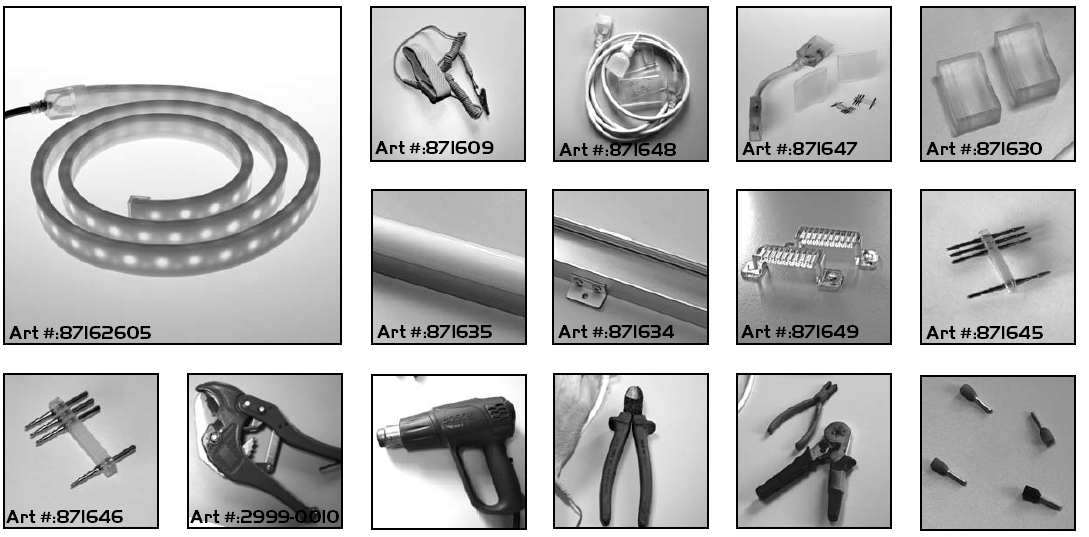 Art #:87162605
Art #:871609
Art #:871648
Art #:871647
Art #:871630
Art #:871635
Art #:871634
Art #:871649
Art #:871645
Art #:871646
Art #:2999-0010